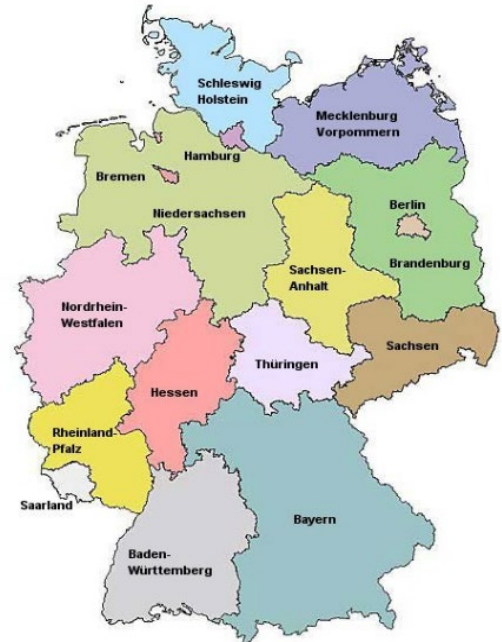 Schleswig
Holstein
Mecklenburg
Vorpommern
Hamburg
Bremen
Niedersachsen
Berlin
Brandenburg
Sachsen-
Anhalt
Nordrhein-
Westfalen
Sachsen
Thüringen
Hessen
Rheinland-
Pfalz
Saarland
Bayern
Baden-
Württemberg